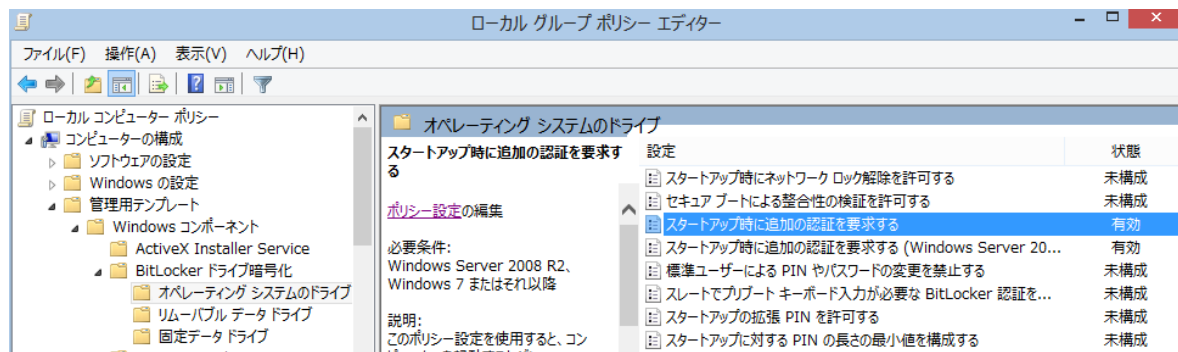 ローカル グループ ポリシー エディター
ファイル(F) 操作(A) 表示(V) ヘルプ(H)
ローカル コンピューター ポリシー
コンピューターの構成
ソフトウェアの設定
Windows の設定
管理用テンプレート
Windows コンポーネント
ActiveX Installer Service
BitLocker ドライブ暗号化
オペレーティング システムのドライブ
リムーバブル データ ドライブ
固定データ ドライブ
オペレーティング システムのドライブ
スタートアップ時に追加の認証を要求す
る
ポリシー設定の編集
必要条件:
Windows Server 2008 R2、
Windows 7 またはそれ以降
説明:
このポリシー設定を使用すると、コン
設定 状態
スタートアップ時にネットワーク ロック解除を許可する 未構成
セキュア ブートによる整合性の検証を許可する 未構成
スタートアップ時に追加の認証を要求する 有効
スタートアップ時に追加の認証を要求する (Windows Server 20... 有効
標準ユーザーによる PIN やパスワードの変更を禁止する 未構成
スレートでプリブート キーボード入力が必要な BitLocker 認証を... 未構成
スタートアップの拡張 PIN を許可する 未構成
スタートアップに対する PIN の長さの最小値を構成する 未構成